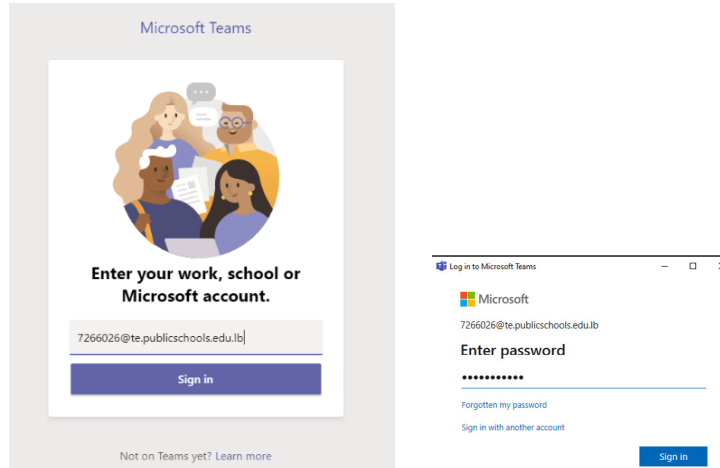 Microsoft Teams
Enter your work, school or
Microsoft account.
7266026@te.publicschools.edu.lb
Sign in
Not on Teams yet? Learn more
Log in to Microsoft Teams
Microsoft
7266026@te.publicschools.edu.lb
Enter password
•••••••••••
Forgotten my password
Sign in with another account
Sign in